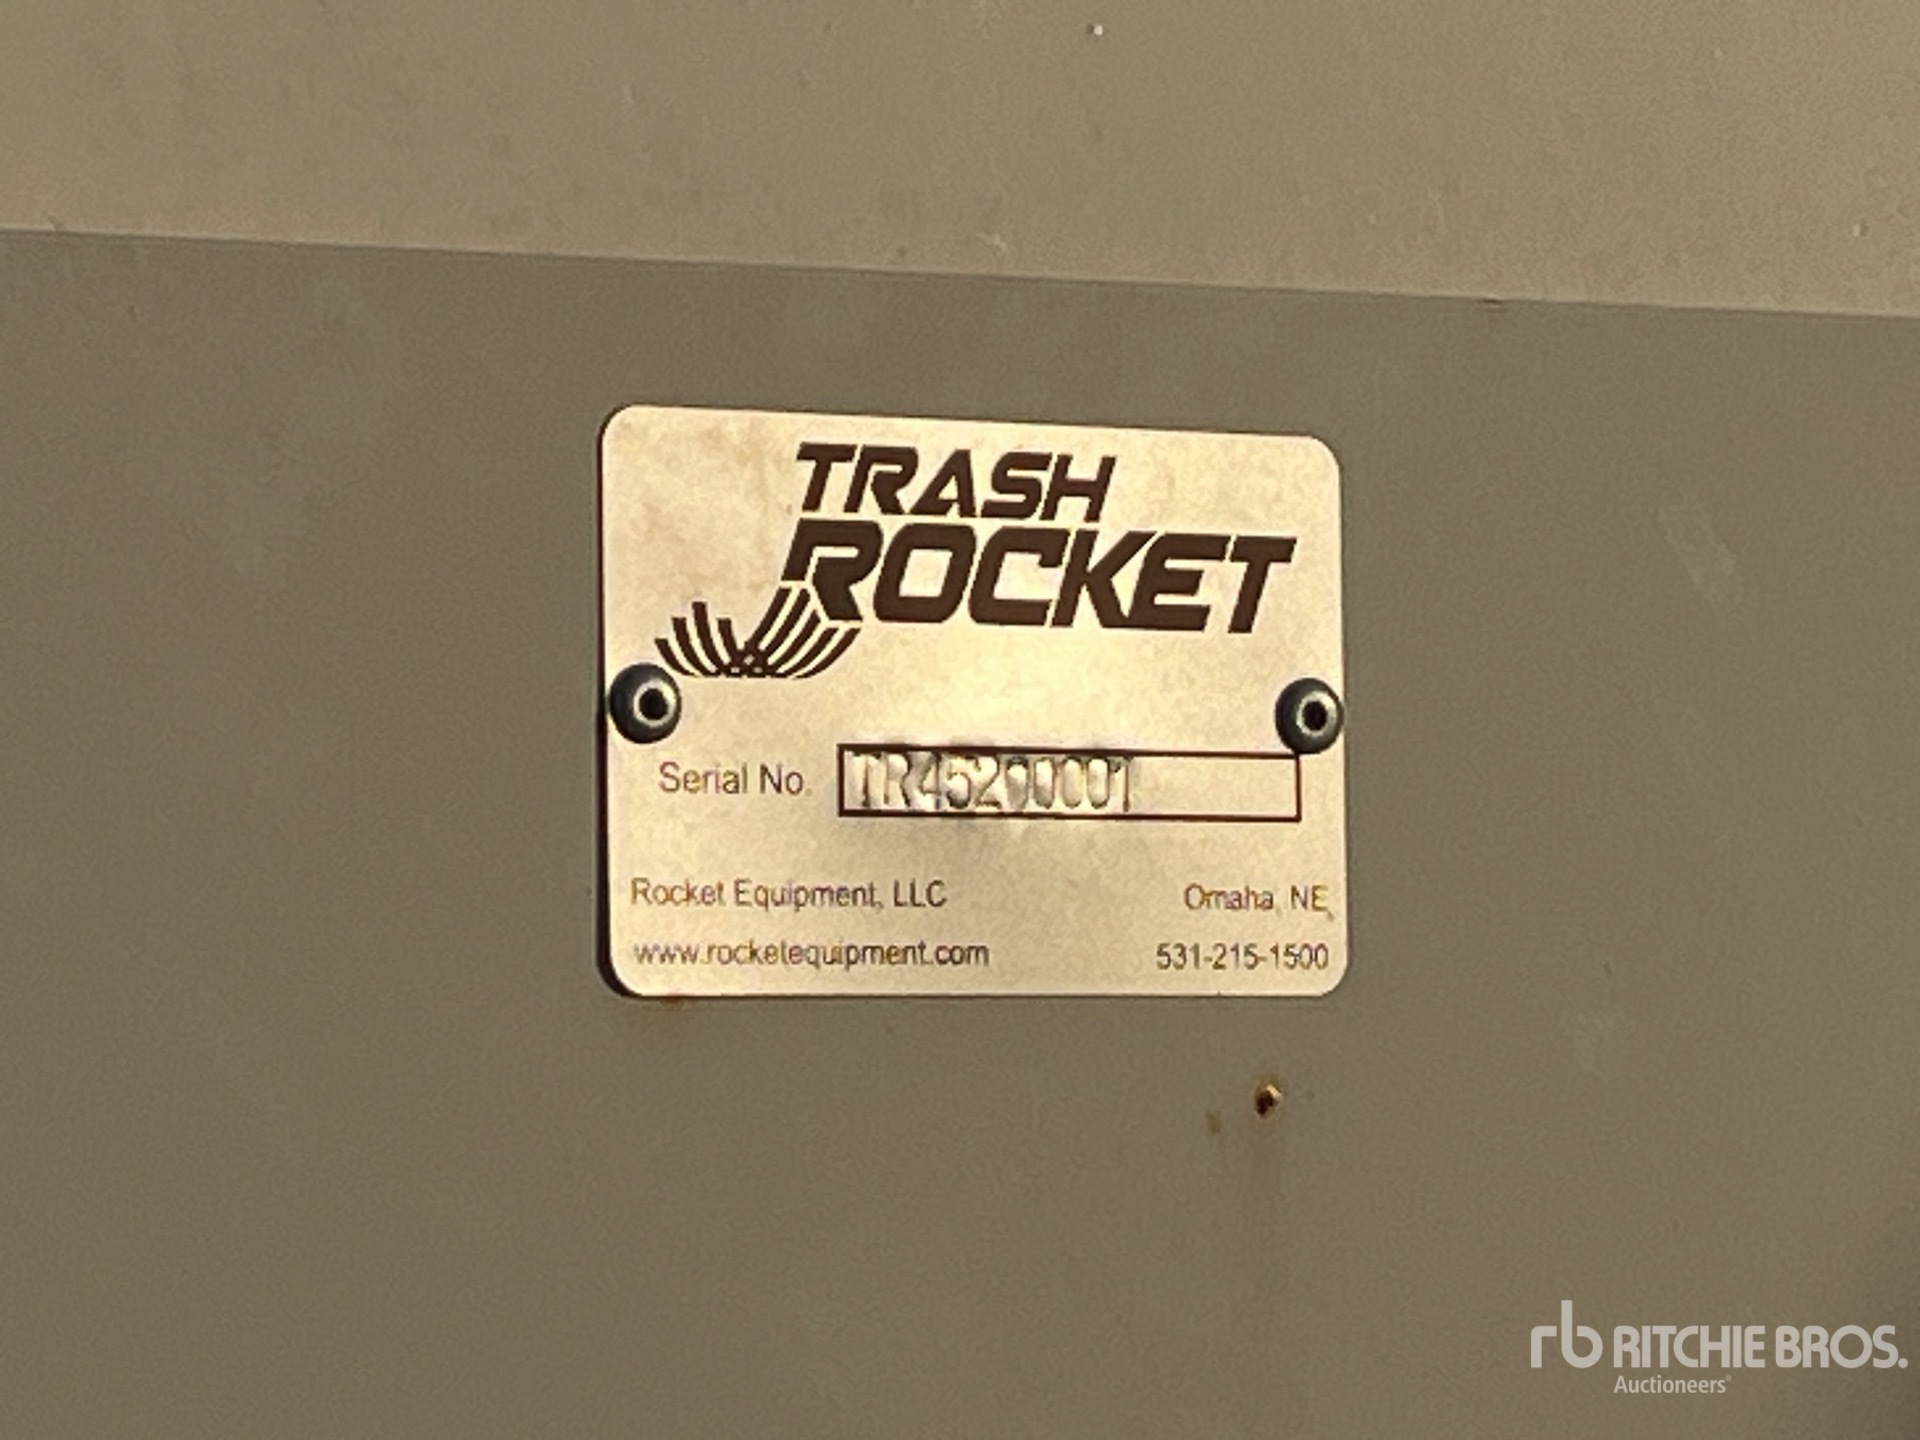 TRASH
ROCKET
Serial No. TR45200001
Rocket Equipment, LLC
Omaha, NE
www.rocketequipment.com
531-215-1500
rb RITCHIE BROS.
Auctioneers